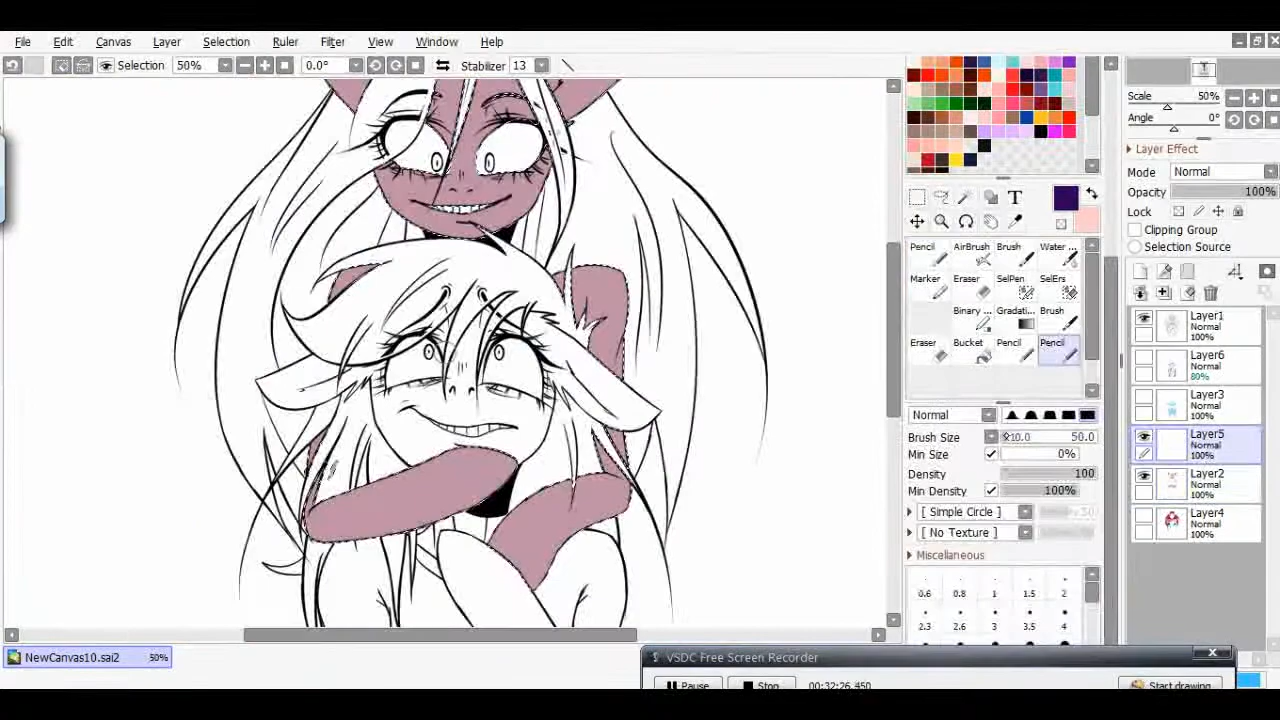 File Edit Canvas Layer Selection Ruler Filter View Window Help
Selection 50% 0.0° Stabilizer 13
Scale 50%
Angle 0°
Layer Effect
Mode Normal
Opacity 100%
Lock
Clipping Group
Selection Source
T
Pencil AirBrush Brush Water ...
Marker Eraser SelPen SelErs
Binary ... Gradati... Brush
Eraser Bucket Pencil Pencil
Normal
Brush Size x10.0 50.0
Min Size 0%
Density 100
Min Density 100%
[ Simple Circle ]
[ No Texture ]
Miscellaneous
0.6 0.8 1 1.5 2
2.3 2.6 3 3.5 4
Layer1
Normal
100%
Layer6
Normal
80%
Layer3
Normal
100%
Layer5
Normal
100%
Layer2
Normal
100%
Layer4
Normal
100%
NewCanvas10.sai2 50%
VSDC Free Screen Recorder
Pause Stop 00:32:26.450 Start drawing